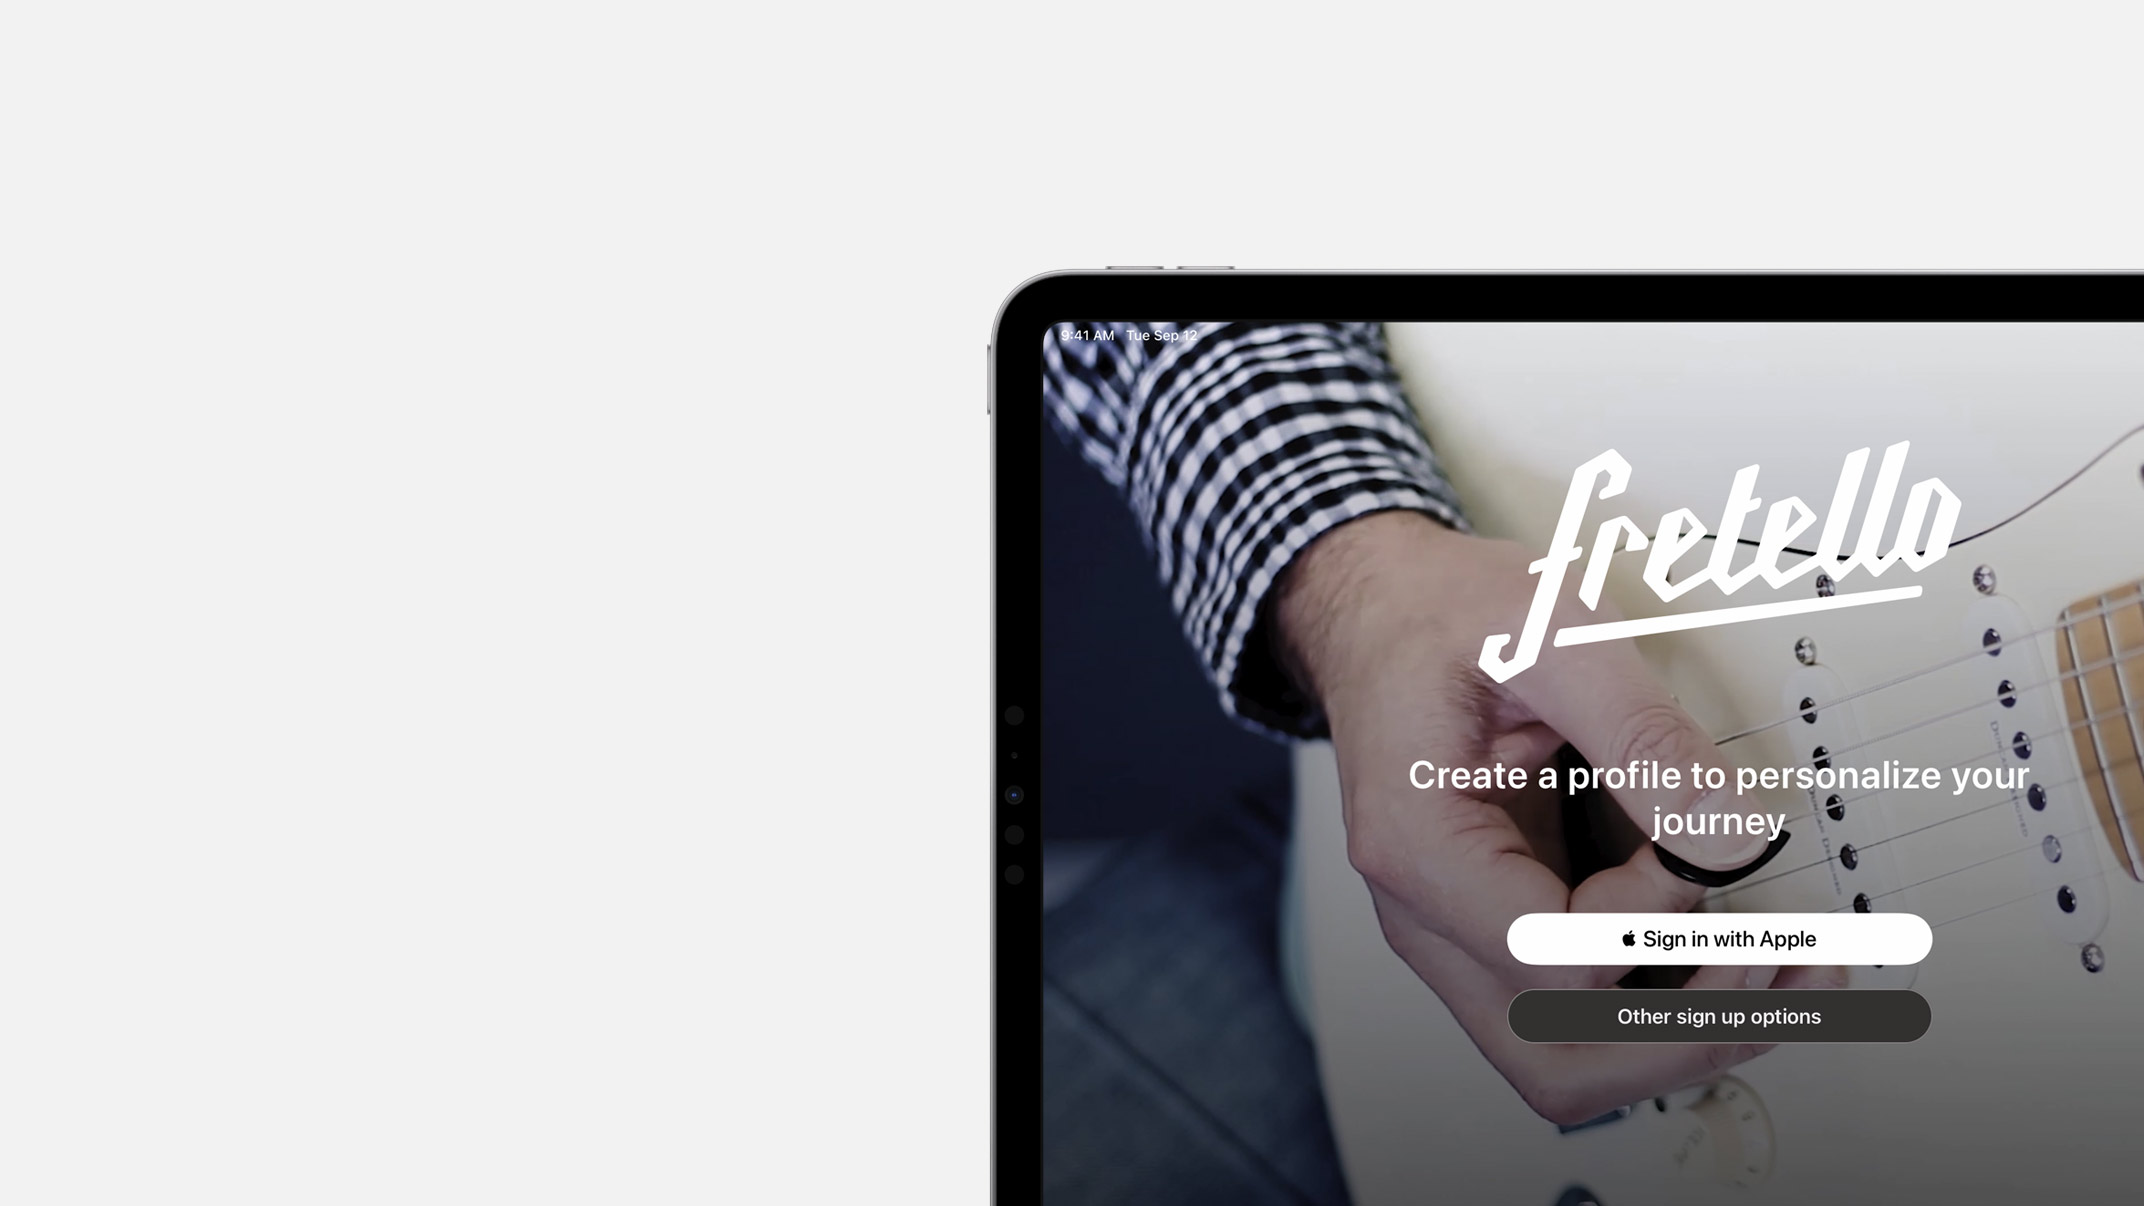 9:41 AM Tue Sep 12
fretello
Create a profile to personalize your
journey
Sign in with Apple
Other sign up options